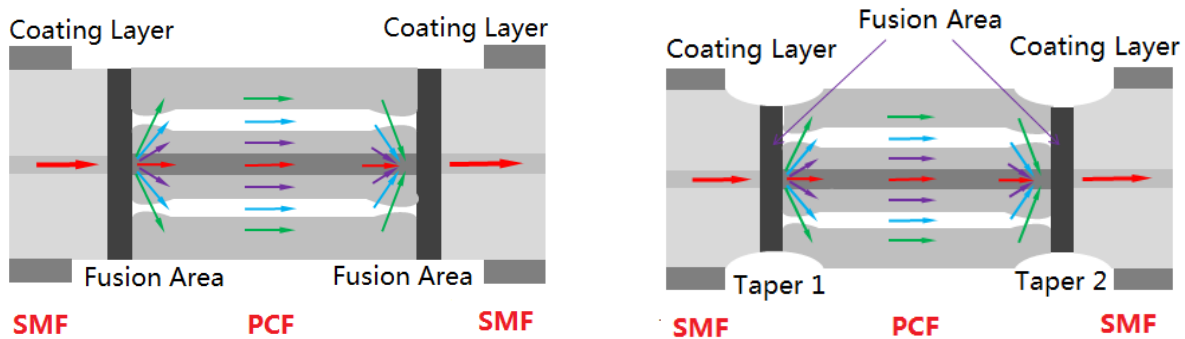 Coating Layer
Coating Layer
Fusion Area
Fusion Area
SMF
PCF
SMF
Fusion Area
Coating Layer
Coating Layer
Taper 1
Taper 2
SMF
PCF
SMF